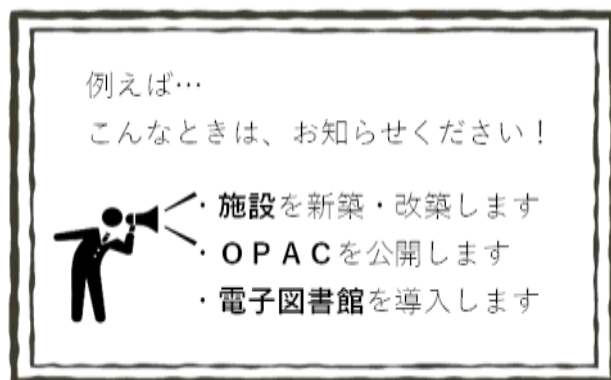 例えば…
こんなときは、お知らせください！
・施設を新築・改築します
・ＯＰＡＣを公開します
・電子図書館を導入します